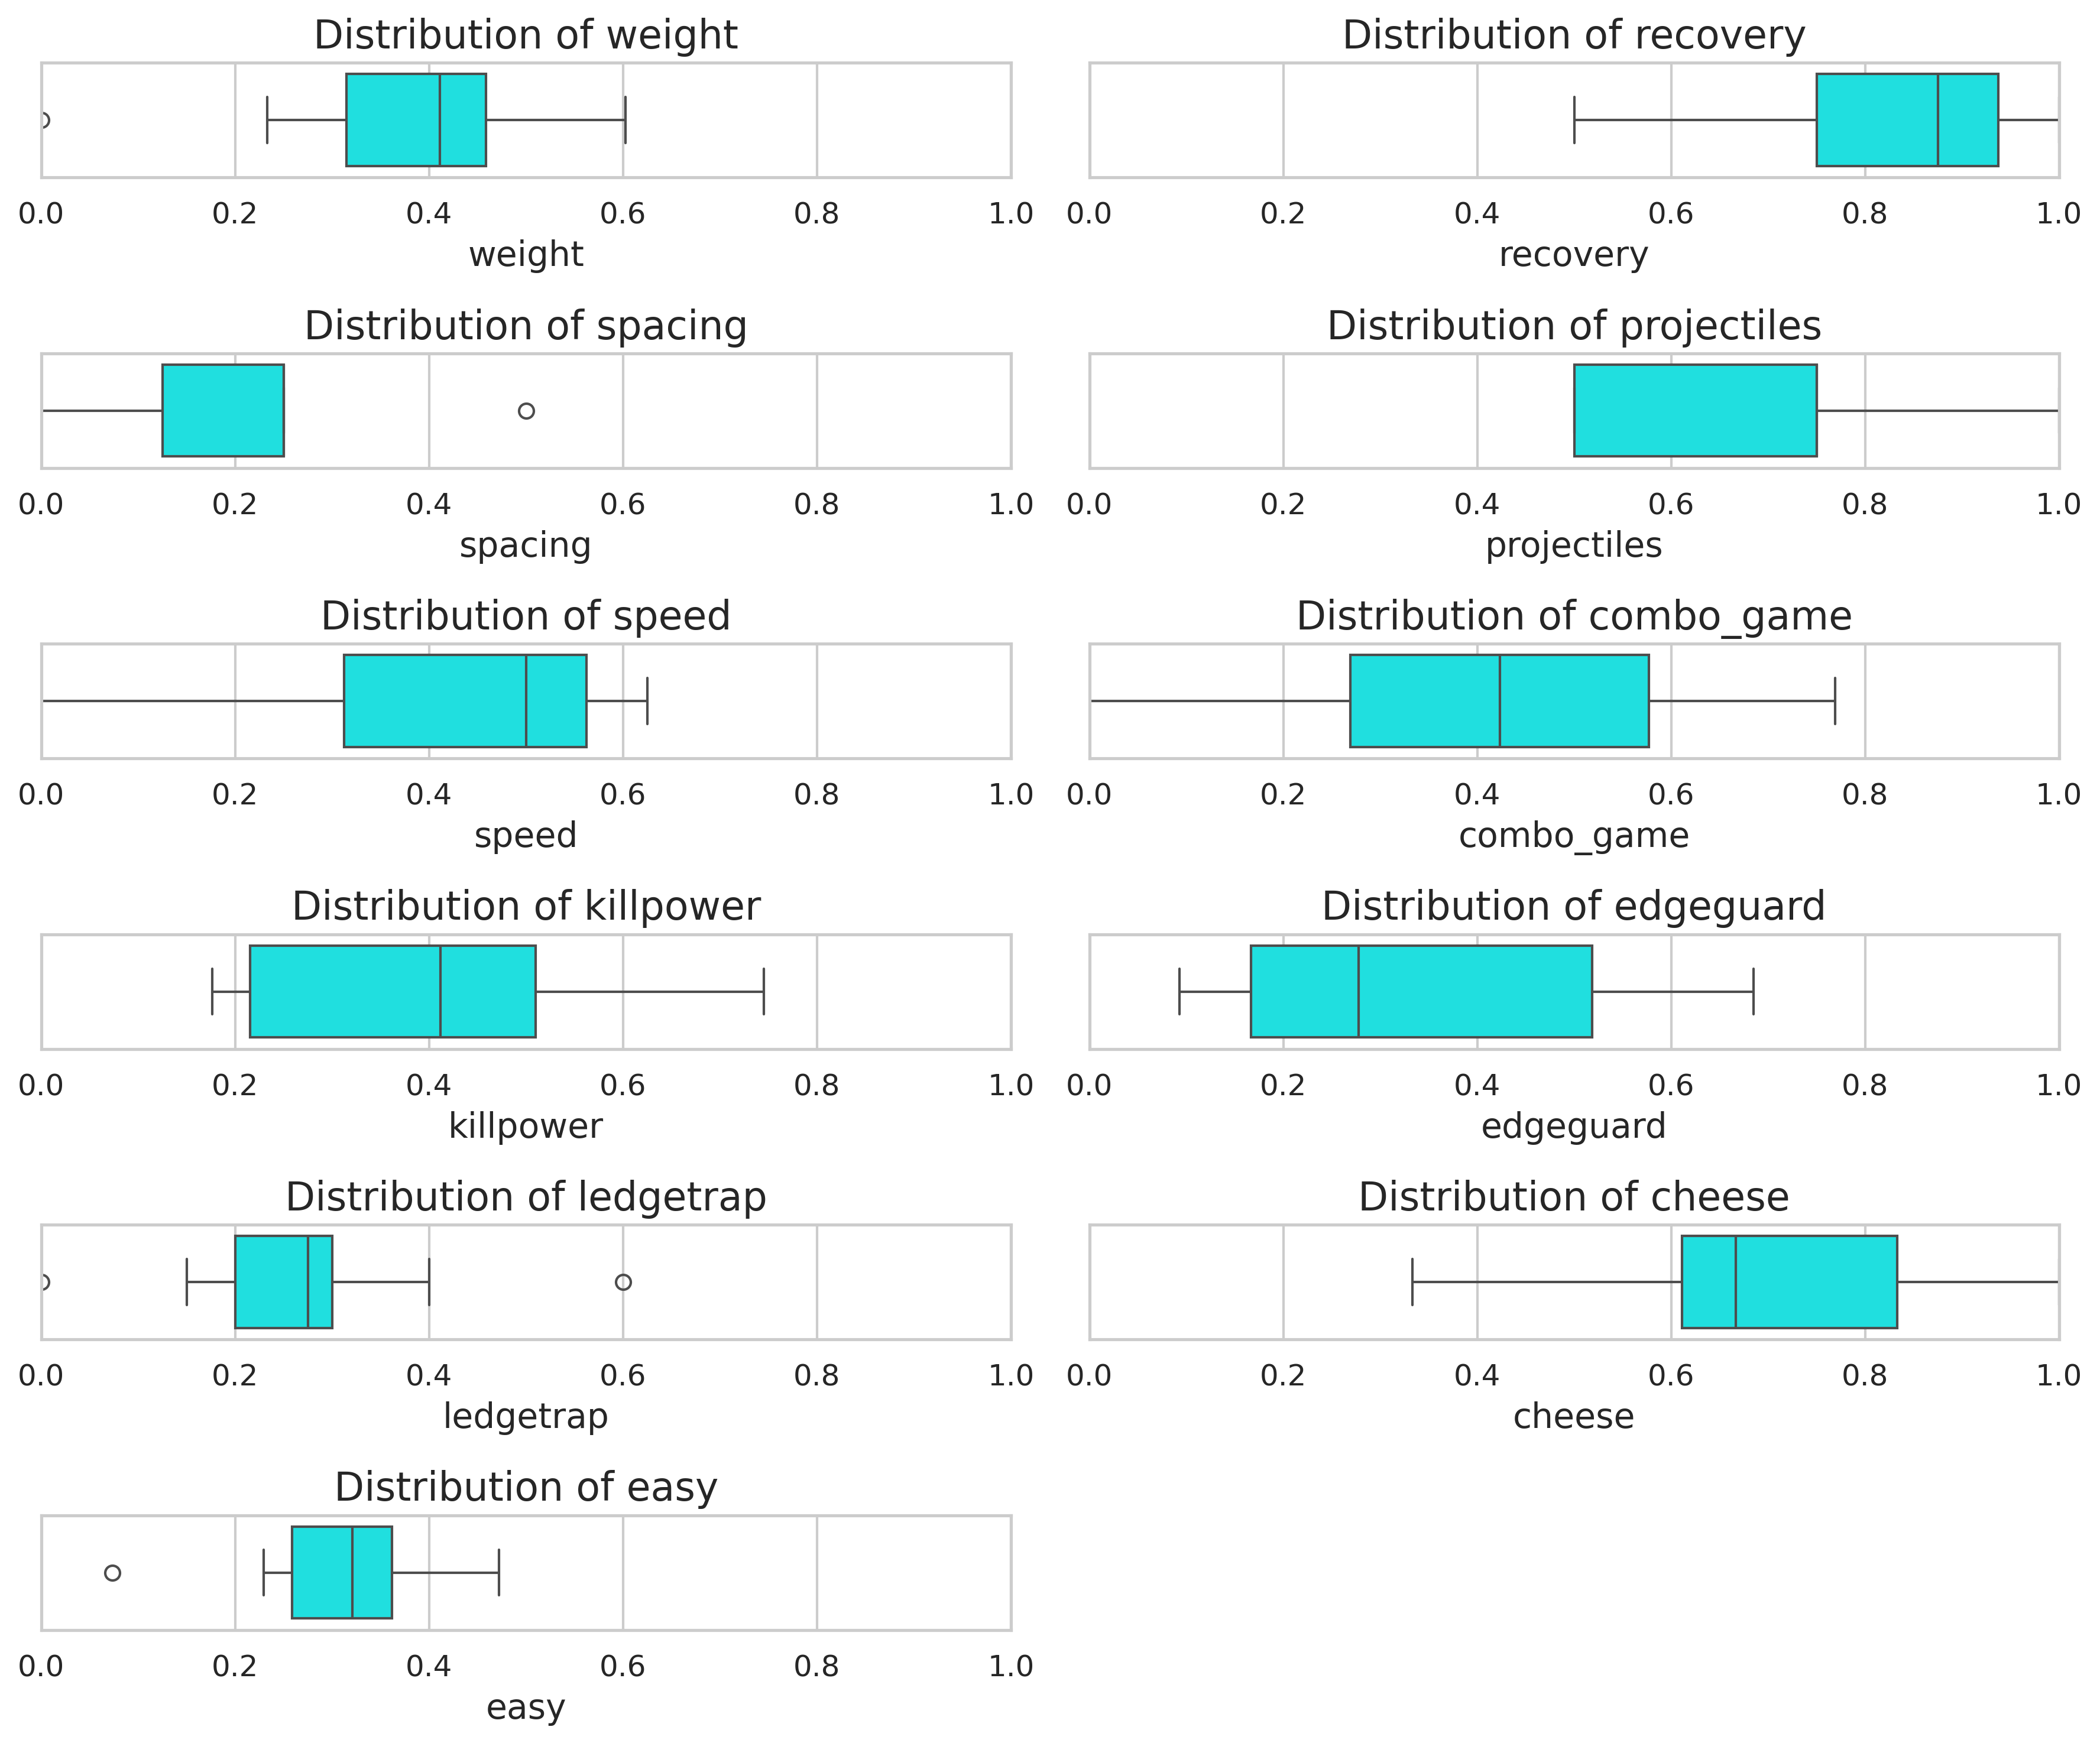 Distribution of weight
0.0 0.2 0.4 0.6 0.8 1.0
weight
Distribution of recovery
0.0 0.2 0.4 0.6 0.8 1.0
recovery
Distribution of spacing
0.0 0.2 0.4 0.6 0.8 1.0
spacing
Distribution of projectiles
0.0 0.2 0.4 0.6 0.8 1.0
projectiles
Distribution of speed
0.0 0.2 0.4 0.6 0.8 1.0
speed
Distribution of combo_game
0.0 0.2 0.4 0.6 0.8 1.0
combo_game
Distribution of killpower
0.0 0.2 0.4 0.6 0.8 1.0
killpower
Distribution of edgeguard
0.0 0.2 0.4 0.6 0.8 1.0
edgeguard
Distribution of ledgetrap
0.0 0.2 0.4 0.6 0.8 1.0
ledgetrap
Distribution of cheese
0.0 0.2 0.4 0.6 0.8 1.0
cheese
Distribution of easy
0.0 0.2 0.4 0.6 0.8 1.0
easy